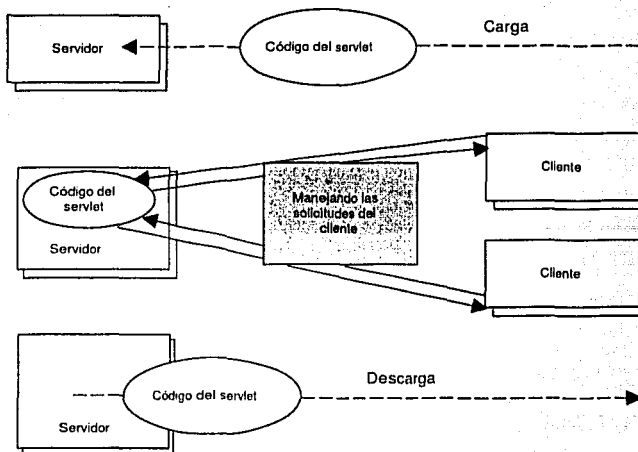 Carga
Servidor
Código del servlet
Código del
servlet
Servidor
Manejando las
solicitudes del
cliente
Cliente
Cliente
Descarga
Código del servlet
Servidor